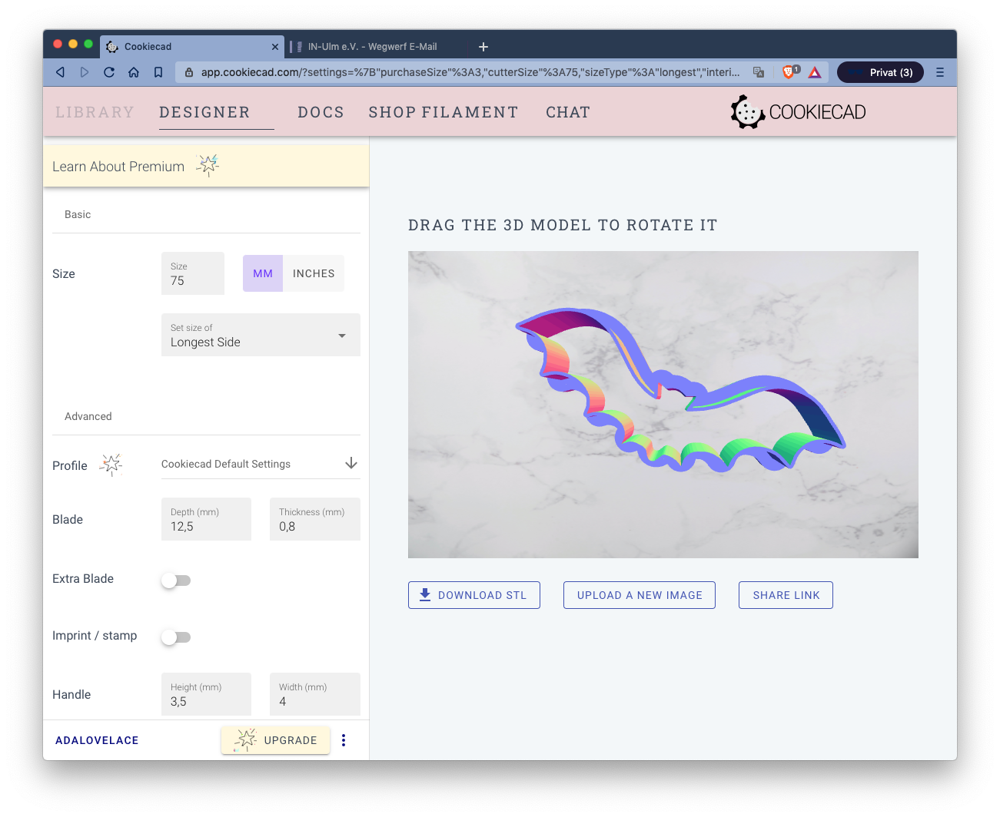 Cookiecad
IN-Ulm e.V. - Wegwerf E-Mail
app.cookiecad.com/?settings=%7B"purchaseSize"%3A3,"cutterSize"%3A75,"sizeType"%3A"longest","interi...
1
Privat (3)
LIBRARY DESIGNER DOCS SHOP FILAMENT CHAT
COOKIECAD
Learn About Premium
Basic
Size
Size
75
MM INCHES
Set size of
Longest Side
Advanced
Profile
Cookiecad Default Settings
Blade
Depth (mm)
12,5
Thickness (mm)
0,8
Extra Blade
Imprint / stamp
Handle
Height (mm)
3,5
Width (mm)
4
ADALOVELACE
UPGRADE
DRAG THE 3D MODEL TO ROTATE IT
DOWNLOAD STL
UPLOAD A NEW IMAGE
SHARE LINK